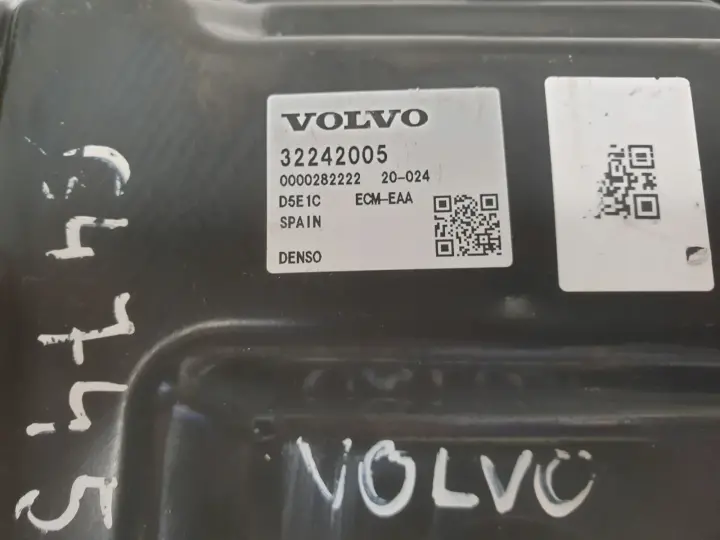 VOLVO
32242005
0000282222 20-024
D5E1C ECM-EAA
SPAIN
DENSO
VOLVO